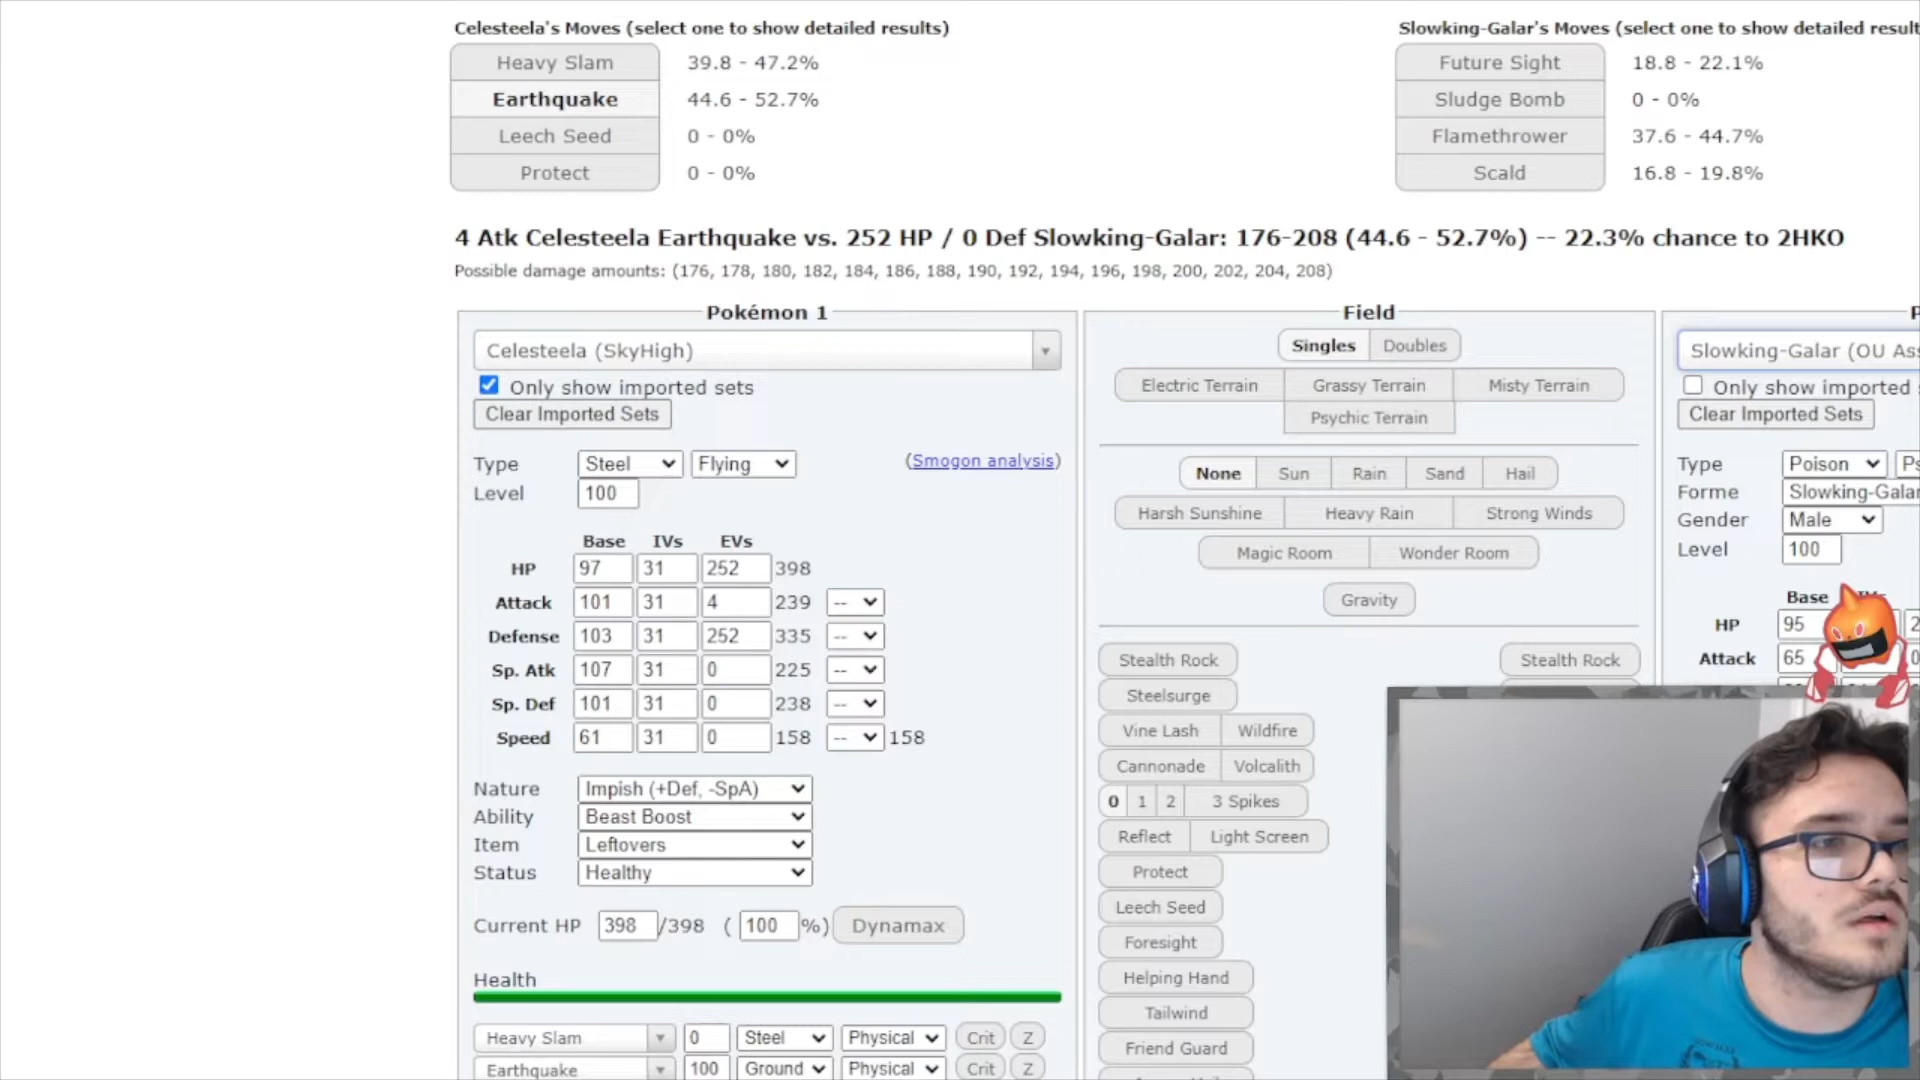 Celesteela's Moves (select one to show detailed results)
Slowking-Galar's Moves (select one to show detailed result
Heavy Slam 39.8 - 47.2%
Future Sight 18.8 - 22.1%
Earthquake 44.6 - 52.7%
Sludge Bomb 0 - 0%
Leech Seed 0 - 0%
Flamethrower 37.6 - 44.7%
Protect 0 - 0%
Scald 16.8 - 19.8%
4 Atk Celesteela Earthquake vs. 252 HP / 0 Def Slowking-Galar: 176-208 (44.6 - 52.7%) -- 22.3% chance to 2HKO
Possible damage amounts: (176, 178, 180, 182, 184, 186, 188, 190, 192, 194, 196, 198, 200, 202, 204, 208)
Pokémon 1
Celesteela (SkyHigh)
Only show imported sets
Clear Imported Sets
Type Steel Flying (Smogon analysis)
Level 100
Base IVs EVs
HP 97 31 252 398
Attack 101 31 4 239 --
Defense 103 31 252 335 --
Sp. Atk 107 31 0 225 --
Sp. Def 101 31 0 238 --
Speed 61 31 0 158 -- 158
Nature Impish (+Def, -SpA)
Ability Beast Boost
Item Leftovers
Status Healthy
Current HP 398 /398 ( 100 %) Dynamax
Health
Heavy Slam 0 Steel Physical Crit Z
Earthquake 100 Ground Physical Crit Z
Field
Singles Doubles
Electric Terrain Grassy Terrain Misty Terrain
Psychic Terrain
None Sun Rain Sand Hail
Harsh Sunshine Heavy Rain Strong Winds
Magic Room Wonder Room
Gravity
Stealth Rock Stealth Rock
Steelsurge
Vine Lash Wildfire
Cannonade Volcalith
0 1 2 3 Spikes
Reflect Light Screen
Protect
Leech Seed
Foresight
Helping Hand
Tailwind
Friend Guard
P
Slowking-Galar (OU Ass
Only show imported s
Clear Imported Sets
Type Poison Ps
Forme Slowking-Galar
Gender Male
Level 100
Base
HP 95 2
Attack 65 0